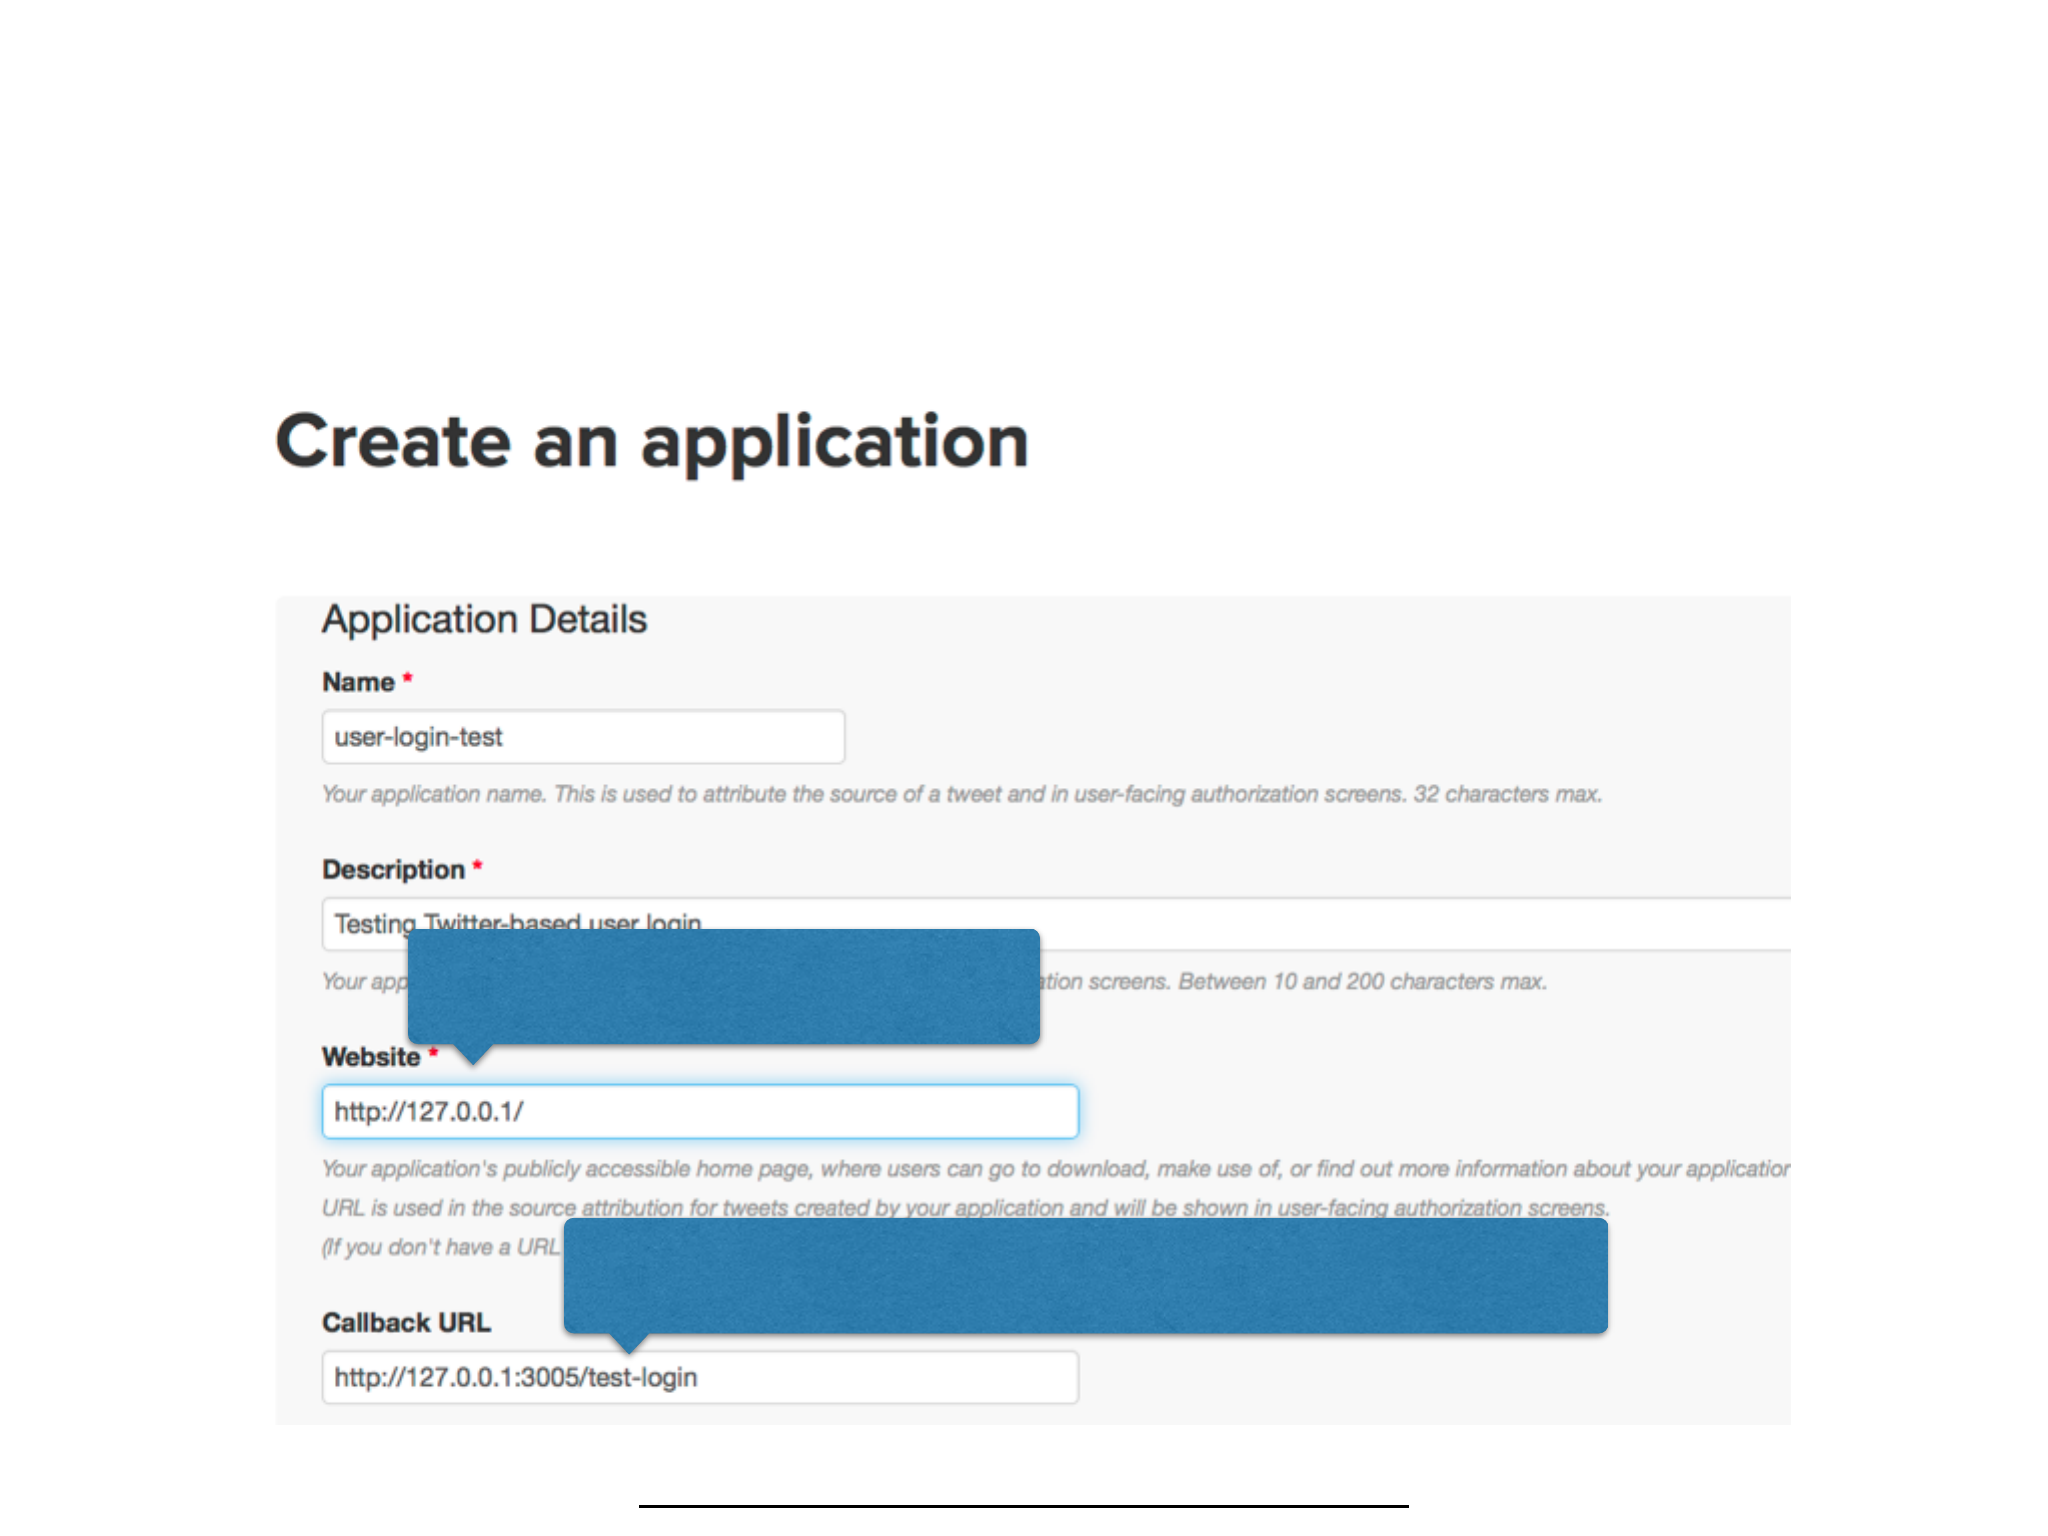 Create an application
Application Details
Name *
user-login-test
Your application name. This is used to attribute the source of a tweet and in user-facing authorization screens. 32 characters max.
Description *
Testing Twitter-based user login
Your screens. Between 10 and 200 characters max.
Website *
http://127.0.0.1/
Your application's publicly accessible home page, where users can go to download, make use of, or find out more information about your
URL is used in the source attribution for tweets created by your application and will be shown in user-facing authorization screens.
(If you don't have a URL
Callback URL
http://127.0.0.1:3005/test-login